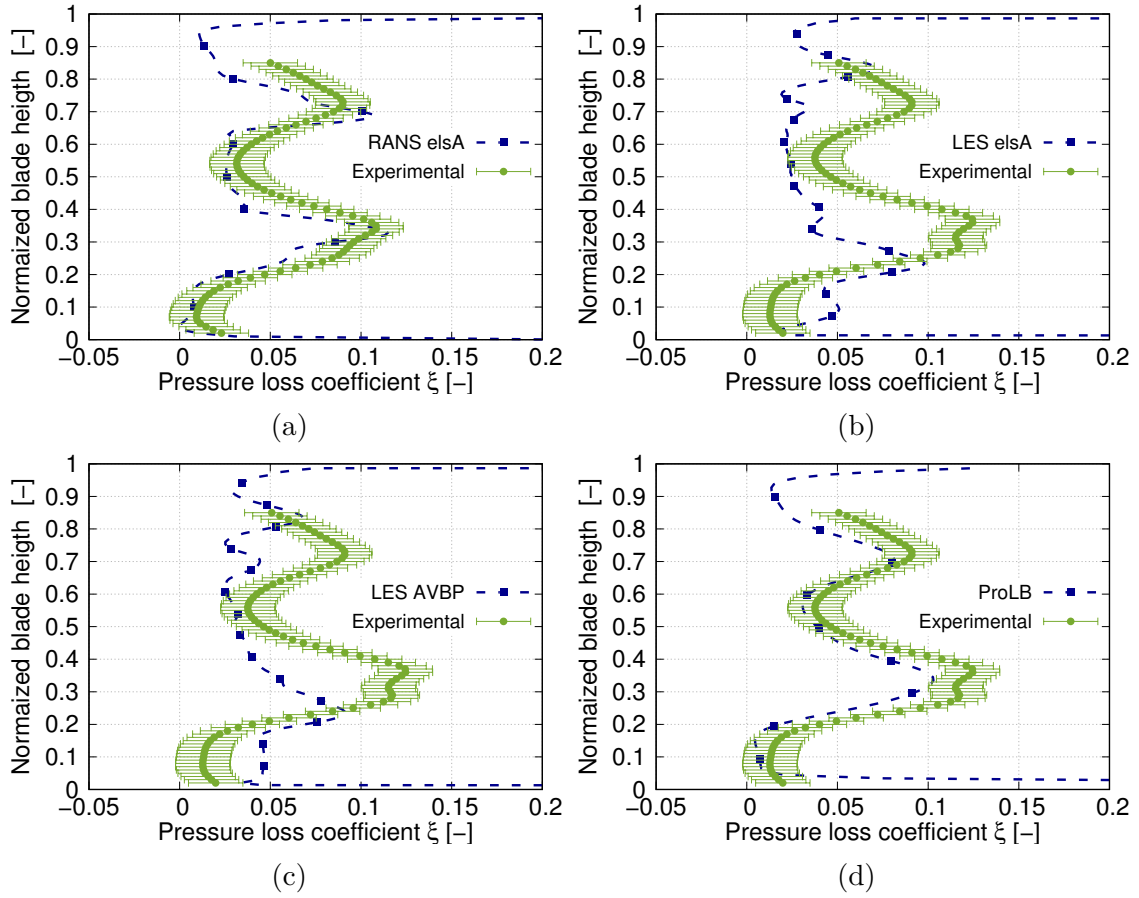 1
0.9
0.8
0.7
0.6
0.5
0.4
0.3
0.2
0.1
0
Normaized blade heigth [−]
RANS elsA
Experimental
−0.05 0 0.05 0.1 0.15 0.2
Pressure loss coefficient ξ [−]
(a)
1
0.9
0.8
0.7
0.6
0.5
0.4
0.3
0.2
0.1
0
Normaized blade heigth [−]
LES elsA
Experimental
−0.05 0 0.05 0.1 0.15 0.2
Pressure loss coefficient ξ [−]
(b)
1
0.9
0.8
0.7
0.6
0.5
0.4
0.3
0.2
0.1
0
Normaized blade heigth [−]
LES AVBP
Experimental
−0.05 0 0.05 0.1 0.15 0.2
Pressure loss coefficient ξ [−]
(c)
1
0.9
0.8
0.7
0.6
0.5
0.4
0.3
0.2
0.1
0
Normaized blade heigth [−]
ProLB
Experimental
−0.05 0 0.05 0.1 0.15 0.2
Pressure loss coefficient ξ [−]
(d)